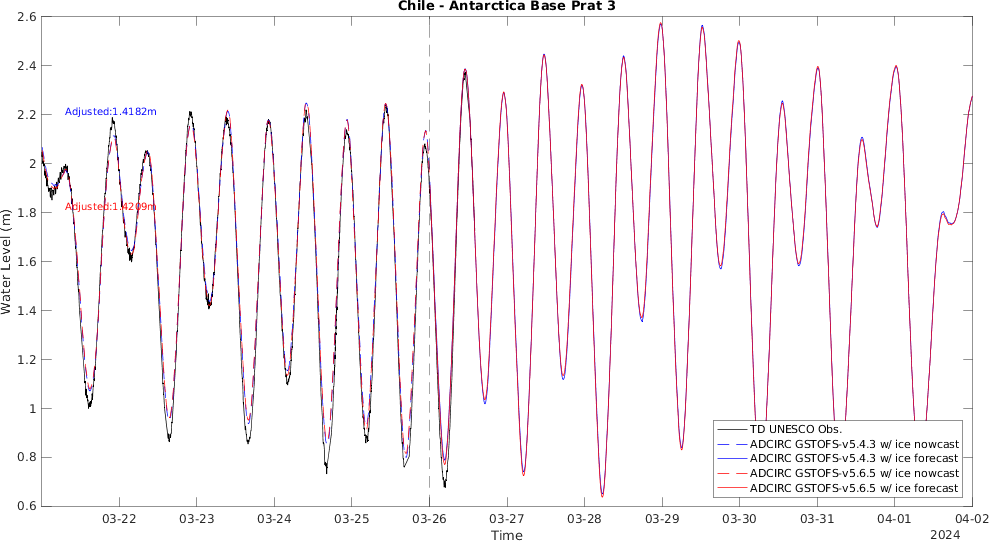 Chile - Antarctica Base Prat 3
2.6
2.4
2.2
2
1.8
1.6
1.4
1.2
1
0.8
0.6
Water Level (m)
Adjusted:1.4182m
Adjusted:1.4209m
TD UNESCO Obs.
ADCIRC GSTOFS-v5.4.3 w/ ice nowcast
ADCIRC GSTOFS-v5.4.3 w/ ice forecast
ADCIRC GSTOFS-v5.6.5 w/ ice nowcast
ADCIRC GSTOFS-v5.6.5 w/ ice forecast
03-22 03-23 03-24 03-25 03-26 03-27 03-28 03-29 03-30 03-31 04-01 04-02
Time
2024